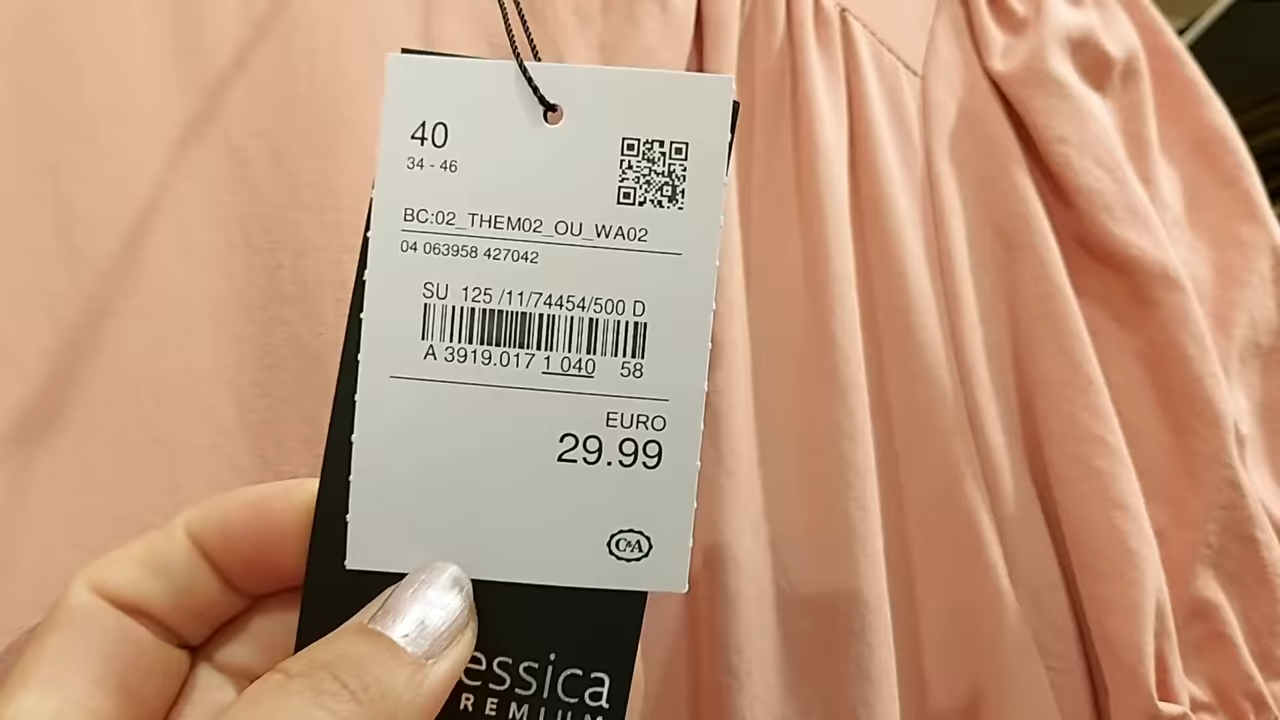 40
34 - 46
BC:02_THEM02_OU_WA02
04 063958 427042
SU 125 /11/74454/500 D
A 3919.017 1 040 58
EURO
29.99
C&A
essica
REMIUM